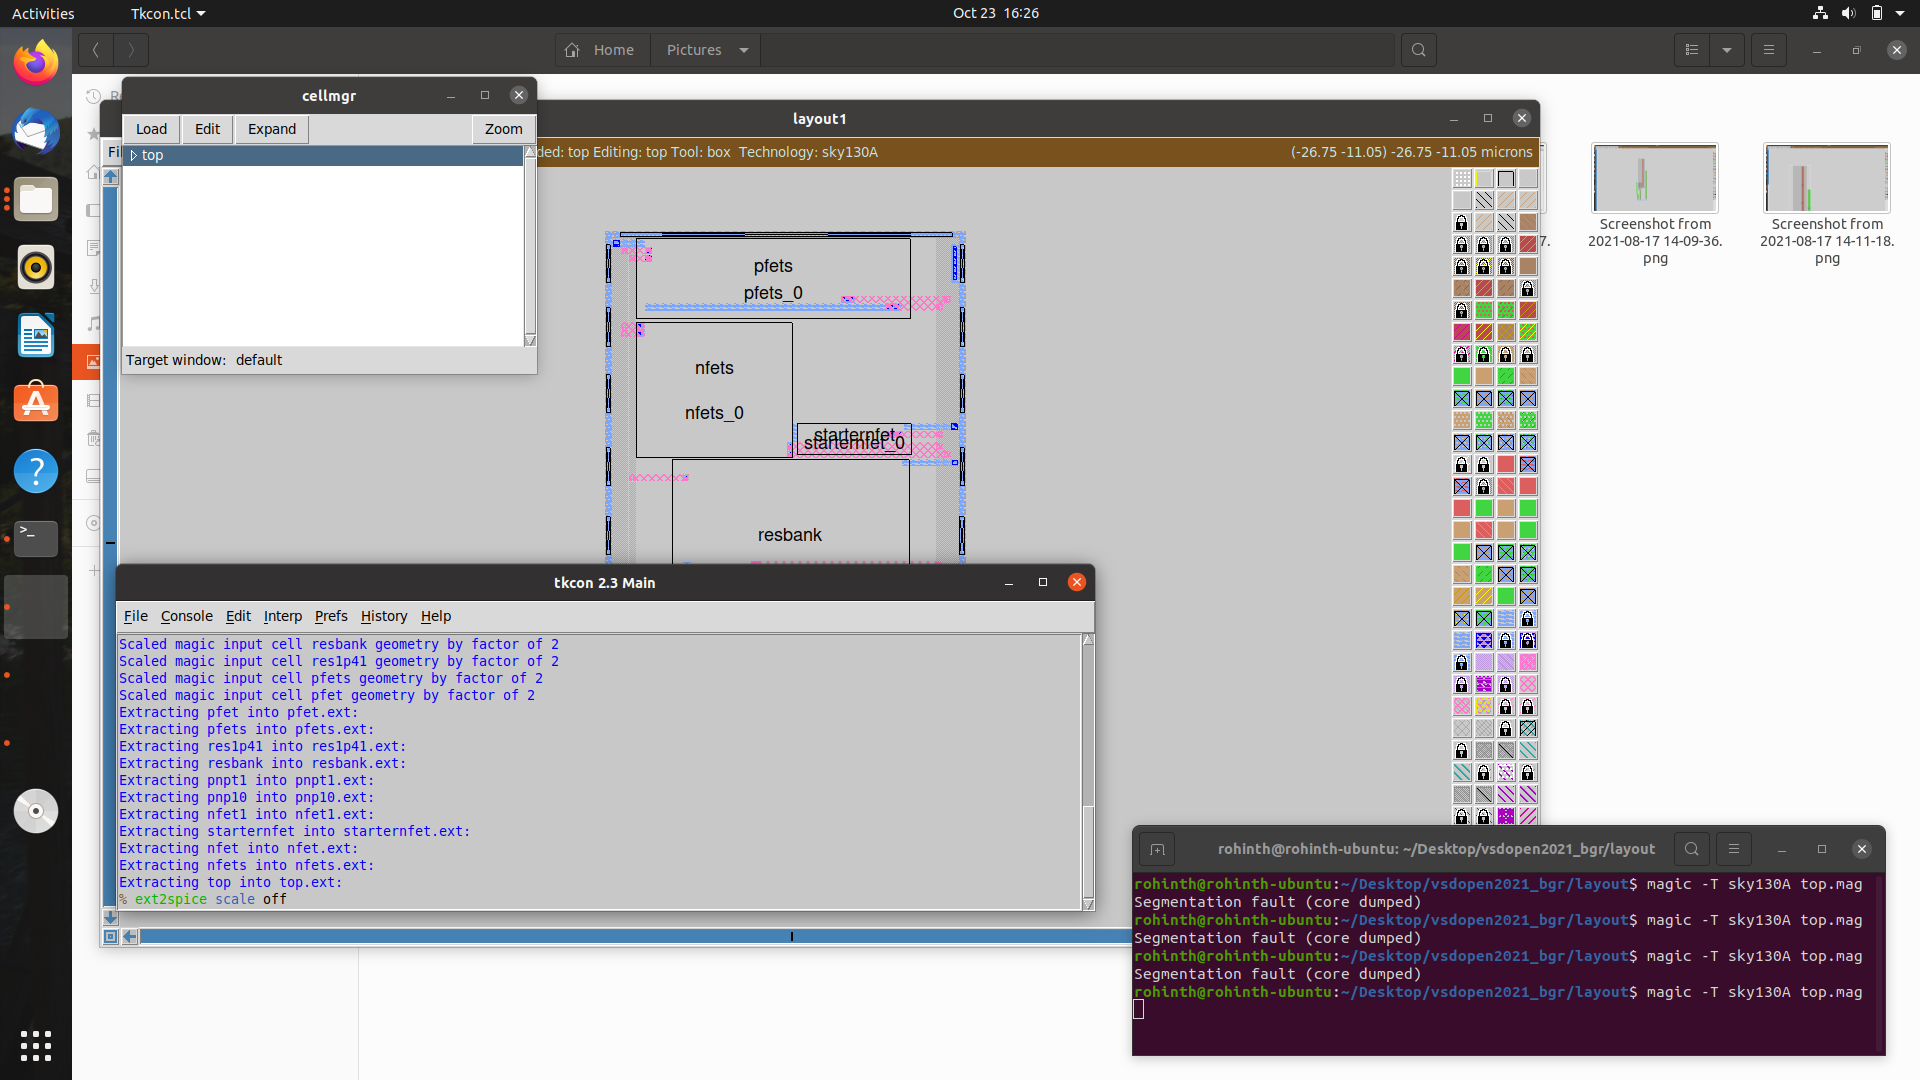 Activities
Tkcon.tcl
Oct 23 16:26
Home
Pictures
cellmgr
layout1
Load
Edit
Expand
Zoom
top
Target window: default
ded: top Editing: top Tool: box Technology: sky130A
(-26.75 -11.05) -26.75 -11.05 microns
pfets
pfets_0
nfets
nfets_0
starternfet
starternfet_0
resbank
Screenshot from
2021-08-17 14-09-36.
png
Screenshot from
2021-08-17 14-11-18.
png
7.
tkcon 2.3 Main
File Console Edit Interp Prefs History Help
Scaled magic input cell resbank geometry by factor of 2
Scaled magic input cell res1p41 geometry by factor of 2
Scaled magic input cell pfets geometry by factor of 2
Scaled magic input cell pfet geometry by factor of 2
Extracting pfet into pfet.ext:
Extracting pfets into pfets.ext:
Extracting res1p41 into res1p41.ext:
Extracting resbank into resbank.ext:
Extracting pnpt1 into pnpt1.ext:
Extracting pnp10 into pnp10.ext:
Extracting nfet1 into nfet1.ext:
Extracting starternfet into starternfet.ext:
Extracting nfet into nfet.ext:
Extracting nfets into nfets.ext:
Extracting top into top.ext:
% ext2spice scale off
rohinth@rohinth-ubuntu: ~/Desktop/vsdopen2021_bgr/layout
rohinth@rohinth-ubuntu:~/Desktop/vsdopen2021_bgr/layout$ magic -T sky130A top.mag
Segmentation fault (core dumped)
rohinth@rohinth-ubuntu:~/Desktop/vsdopen2021_bgr/layout$ magic -T sky130A top.mag
Segmentation fault (core dumped)
rohinth@rohinth-ubuntu:~/Desktop/vsdopen2021_bgr/layout$ magic -T sky130A top.mag
Segmentation fault (core dumped)
rohinth@rohinth-ubuntu:~/Desktop/vsdopen2021_bgr/layout$ magic -T sky130A top.mag